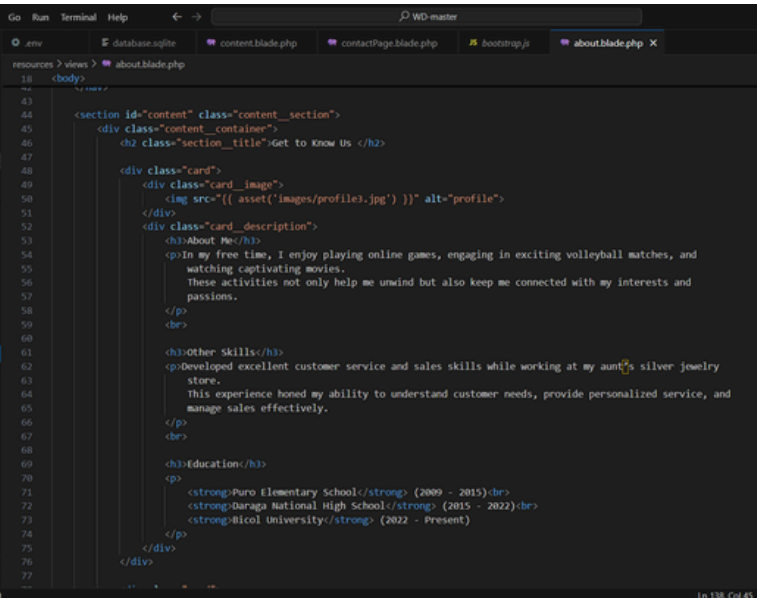 Go Run Terminal Help ← → WD-master
.env database.sqlite content.blade.php contactPage.blade.php JS bootstrap.js about.blade.php ×
resources > views > about.blade.php
18 <body>
42 </nav>
43
44 <section id="content" class="content__section">
45 <div class="content__container">
46 <h2 class="section__title">Get to Know Us </h2>
47
48 <div class="card">
49 <div class="card__image">
50 <img src="{{ asset('images/profile3.jpg') }}" alt="profile">
51 </div>
52 <div class="card__description">
53 <h3>About Me</h3>
54 <p>In my free time, I enjoy playing online games, engaging in exciting volleyball matches, and
55 watching captivating movies.
56 These activities not only help me unwind but also keep me connected with my interests and
57 passions.
58 </p>
59 <br>
60
61 <h3>Other Skills</h3>
62 <p>Developed excellent customer service and sales skills while working at my aunt’s silver jewelry
63 store.
64 This experience honed my ability to understand customer needs, provide personalized service, and
65 manage sales effectively.
66 </p>
67 <br>
68
69 <h3>Education</h3>
70 <p>
71 <strong>Puro Elementary School</strong> (2009 - 2015)<br>
72 <strong>Daraga National High School</strong> (2015 - 2022)<br>
73 <strong>Bicol University</strong> (2022 - Present)
74 </p>
75 </div>
76 </div>
77
Ln 138, Col 45